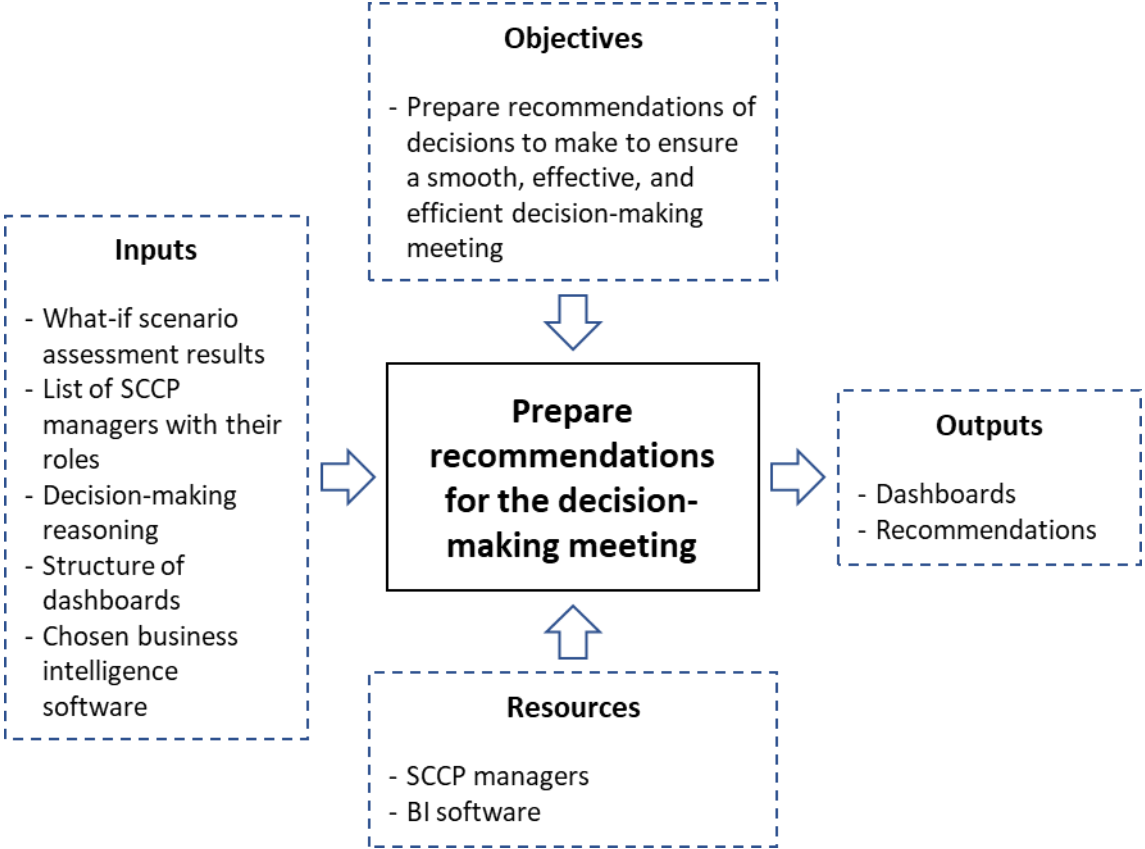 Objectives
- Prepare recommendations of
decisions to make to ensure
a smooth, effective, and
efficient decision-making
meeting
Inputs
- What-if scenario
assessment results
- List of SCCP
managers with their
roles
- Decision-making
reasoning
- Structure of
dashboards
- Chosen business
intelligence
software
Prepare
recommendations
for the decision-
making meeting
Outputs
- Dashboards
- Recommendations
Resources
- SCCP managers
- BI software